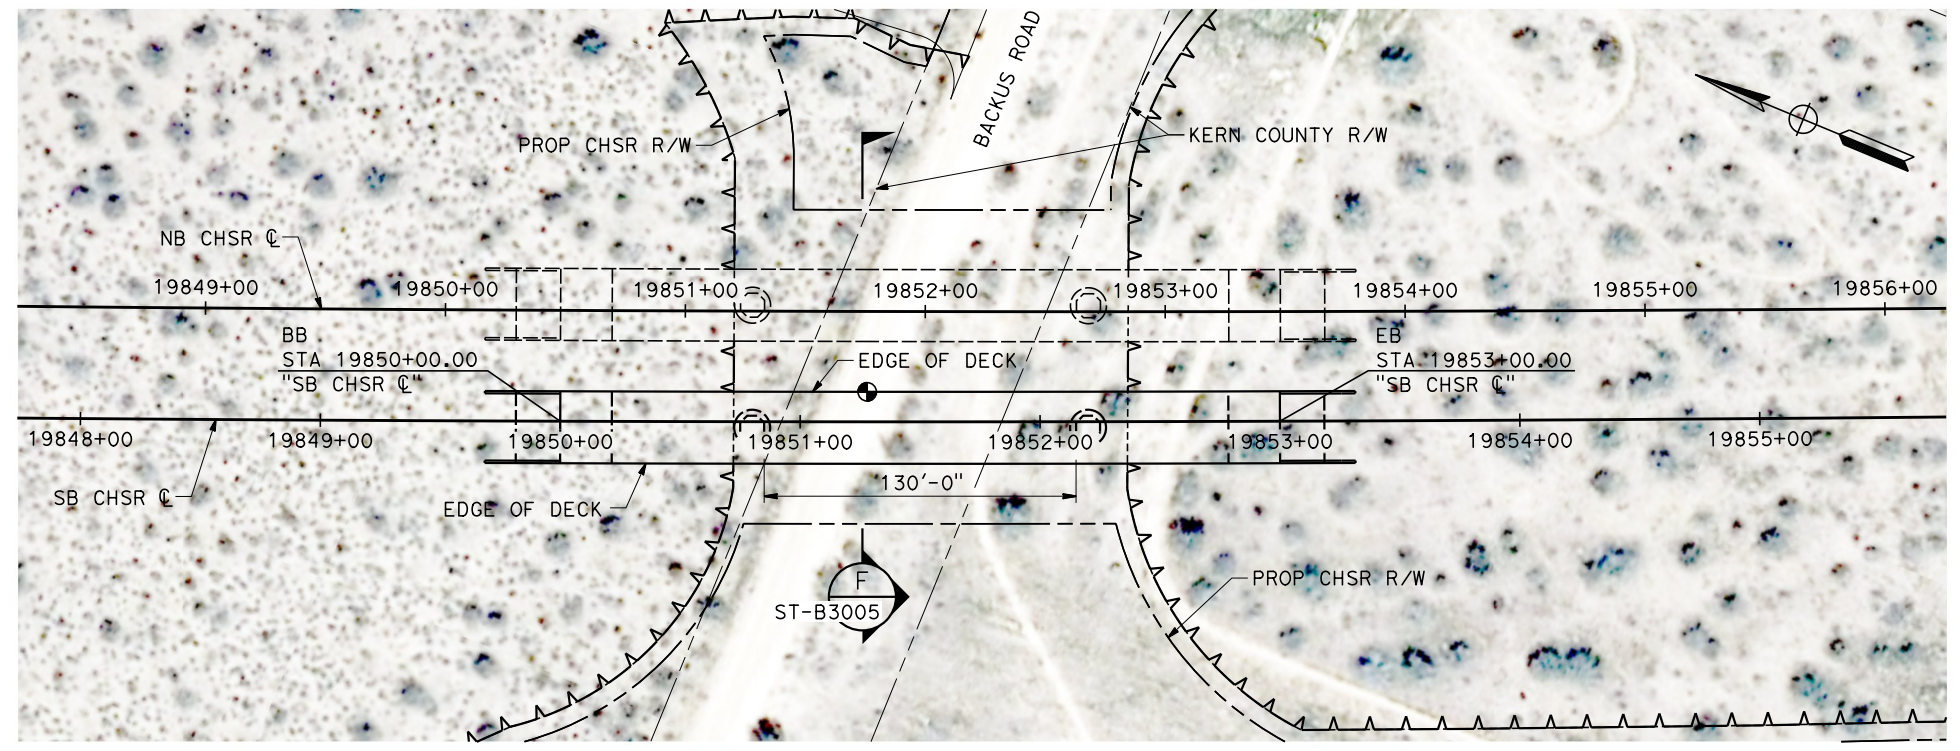 BACKUS ROAD
PROP CHSR R/W
KERN COUNTY R/W
NB CHSR ℄
19849+00
19850+00
19851+00
19852+00
19853+00
19854+00
19855+00
19856+00
BB
STA 19850+00.00
"SB CHSR ℄"
EDGE OF DECK
EB
STA 19853+00.00
"SB CHSR ℄"
19848+00
19849+00
19850+00
19851+00
19852+00
19853+00
19854+00
19855+00
SB CHSR ℄
EDGE OF DECK
130'-0"
F
ST-B3005
PROP CHSR R/W